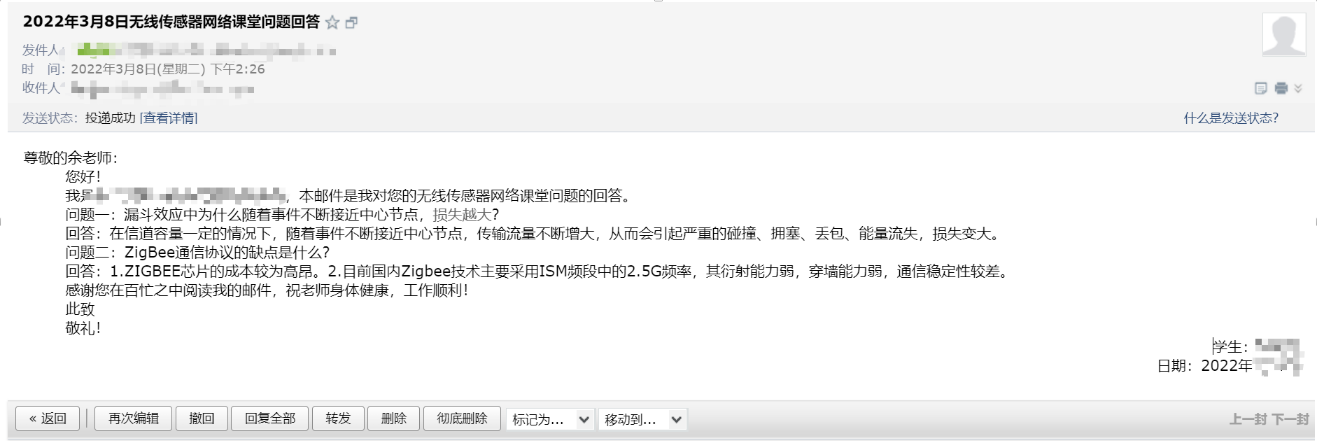 2022年3月8日无线传感器网络课堂问题回答
发件人
时 间：2022年3月8日(星期二) 下午2:26
收件人
发送状态：投递成功 [查看详情] 什么是发送状态?
尊敬的余老师：
您好！
我是 ，本邮件是我对您的无线传感器网络课堂问题的回答。
问题一：漏斗效应中为什么随着事件不断接近中心节点，损失越大?
回答：在信道容量一定的情况下，随着事件不断接近中心节点，传输流量不断增大，从而会引起严重的碰撞、拥塞、丢包、能量流失，损失变大。
问题二：ZigBee通信协议的缺点是什么?
回答：1.ZIGBEE芯片的成本较为高昂。2.目前国内Zigbee技术主要采用ISM频段中的2.5G频率，其衍射能力弱，穿墙能力弱，通信稳定性较差。
感谢您在百忙之中阅读我的邮件，祝老师身体健康，工作顺利！
此致
敬礼！
学生：
日期：2022年
« 返回 再次编辑 撤回 回复全部 转发 删除 彻底删除 标记为... 移动到... 上一封 下一封